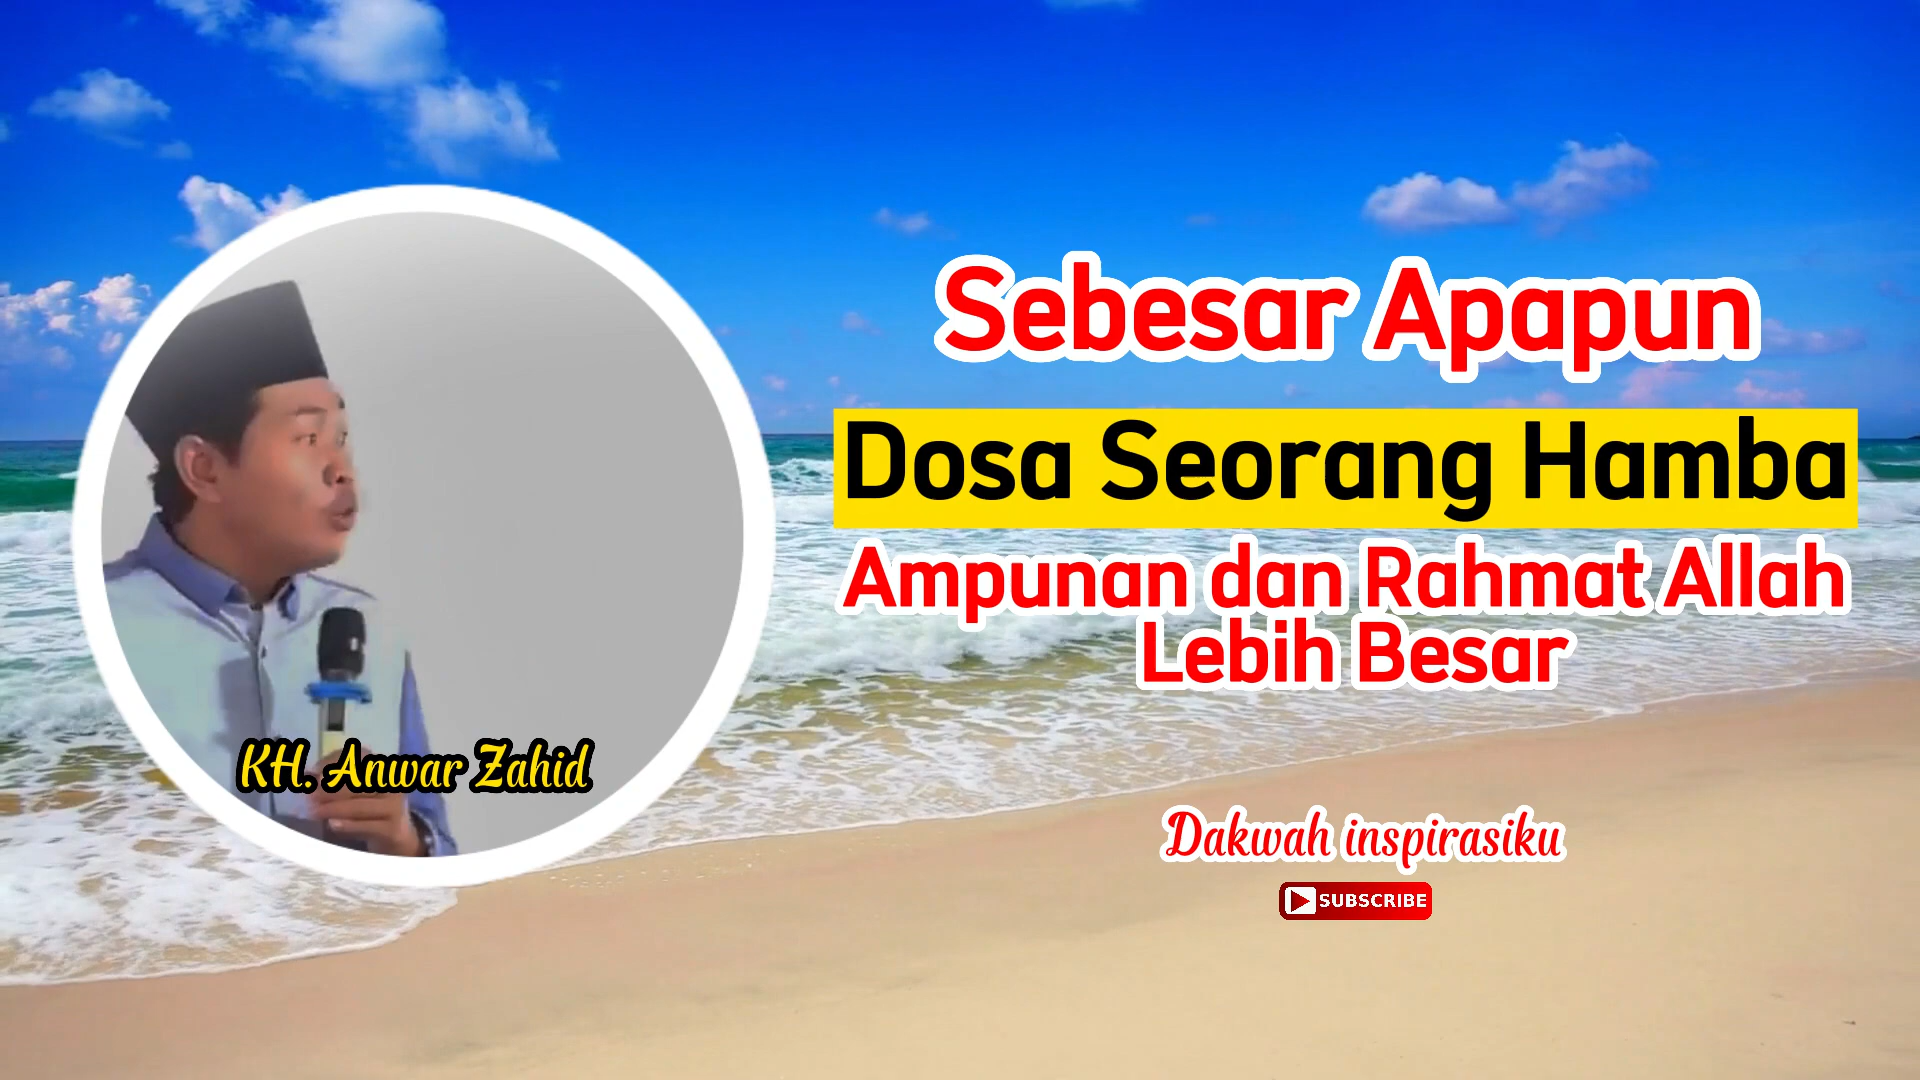 Sebesar Apapun
Dosa Seorang Hamba
Ampunan dan Rahmat Allah
Lebih Besar
KH. Anwar Zahid
Dakwah inspirasiku
SUBSCRIBE